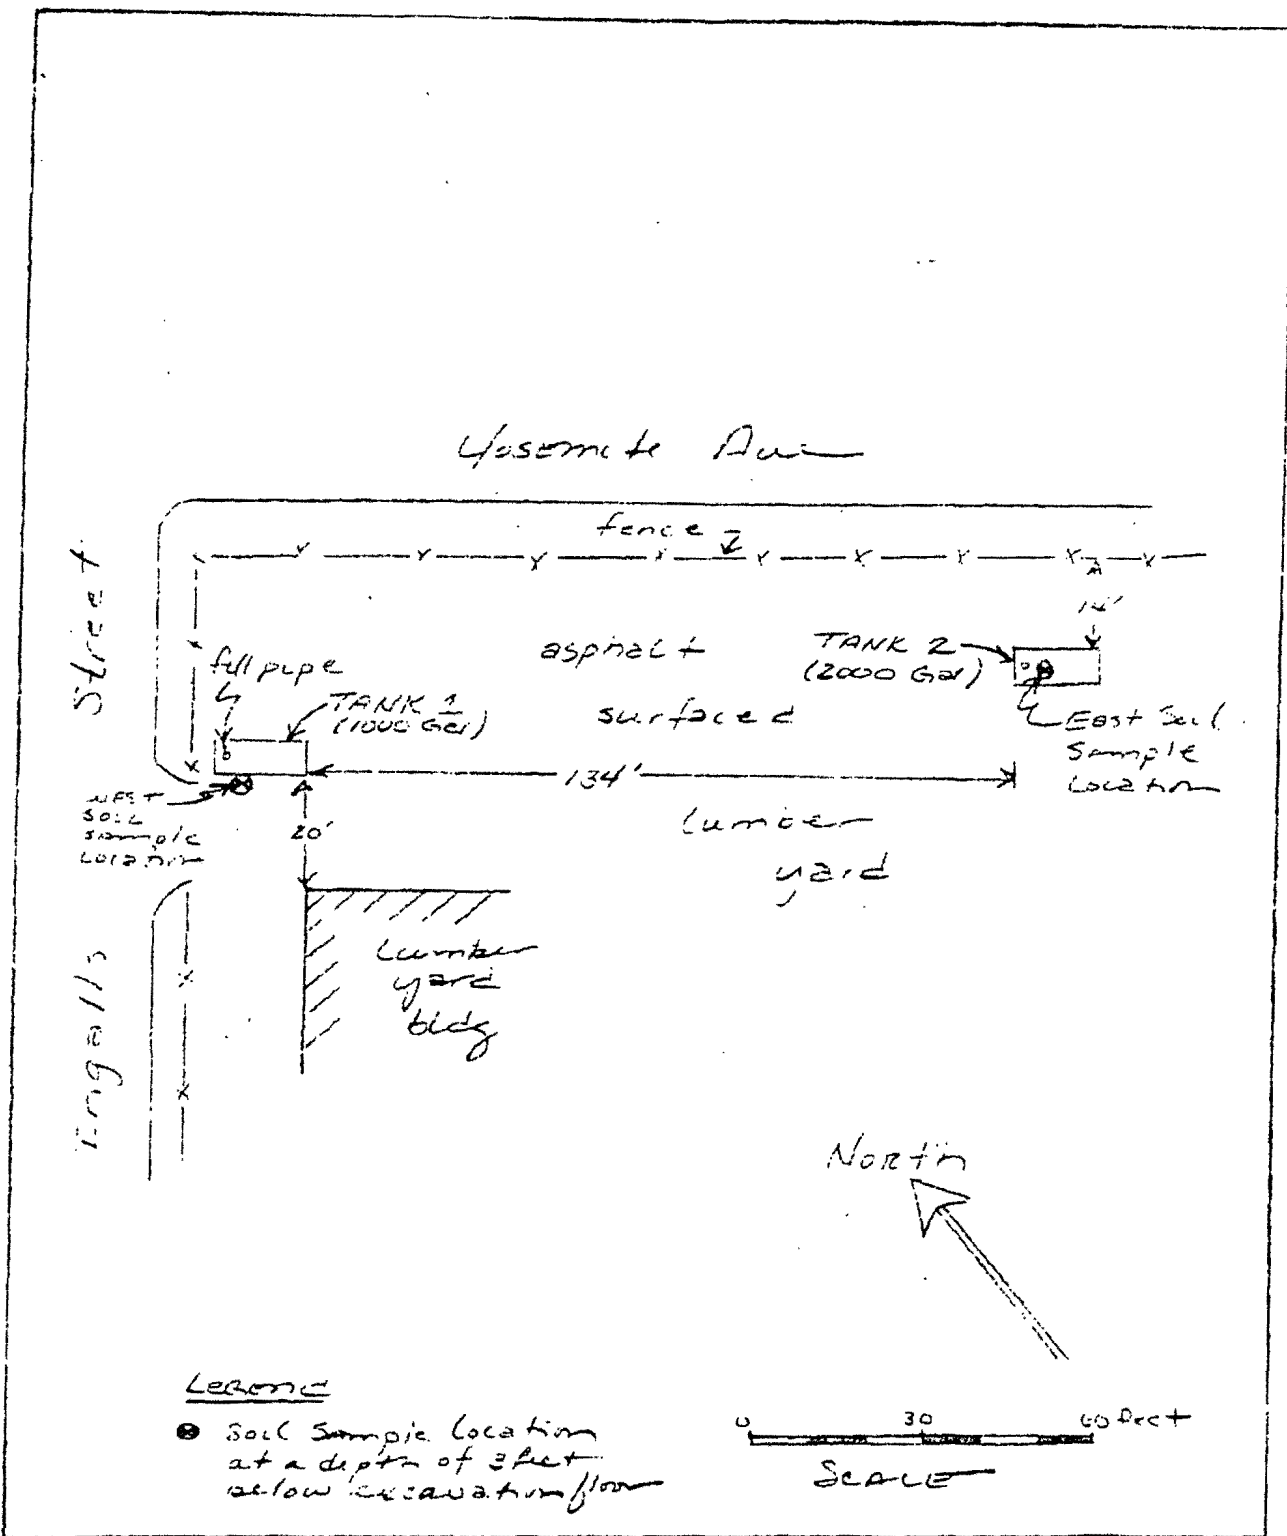 Yosemite Ave
fence
14'
Street
fill pipe
TANK 1
(1000 Gal)
asphalt
surfaced
TANK 2
(2000 Gal)
East Soil
Sample
Location
134'
WEST
SOIL
sample
Location
20'
lumber
yard
Lumber
yard
bldg
Ingalls
North
Legend
Soil Sample Location
at a depth of feet
below excavation floor
0 30 60 feet
SCALE